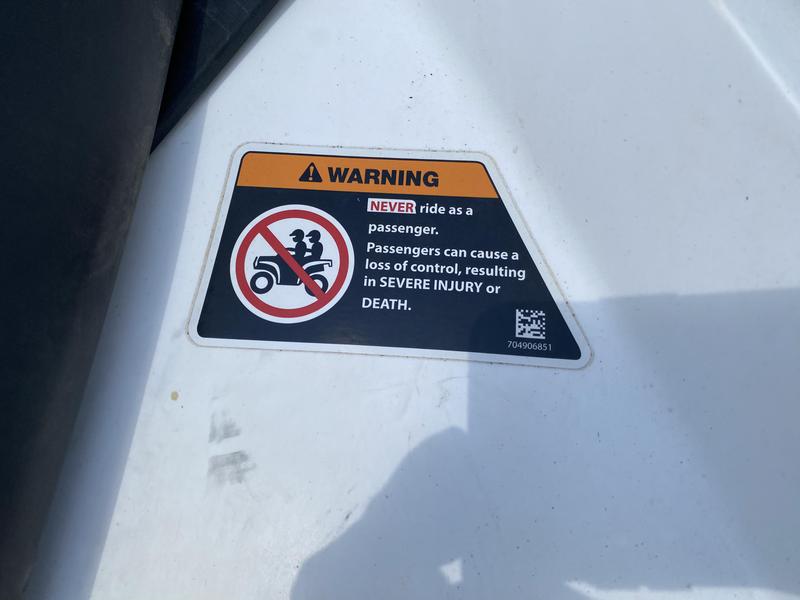 WARNING
NEVER ride as a
passenger.
Passengers can cause a
loss of control, resulting
in SEVERE INJURY or
DEATH.
704906851